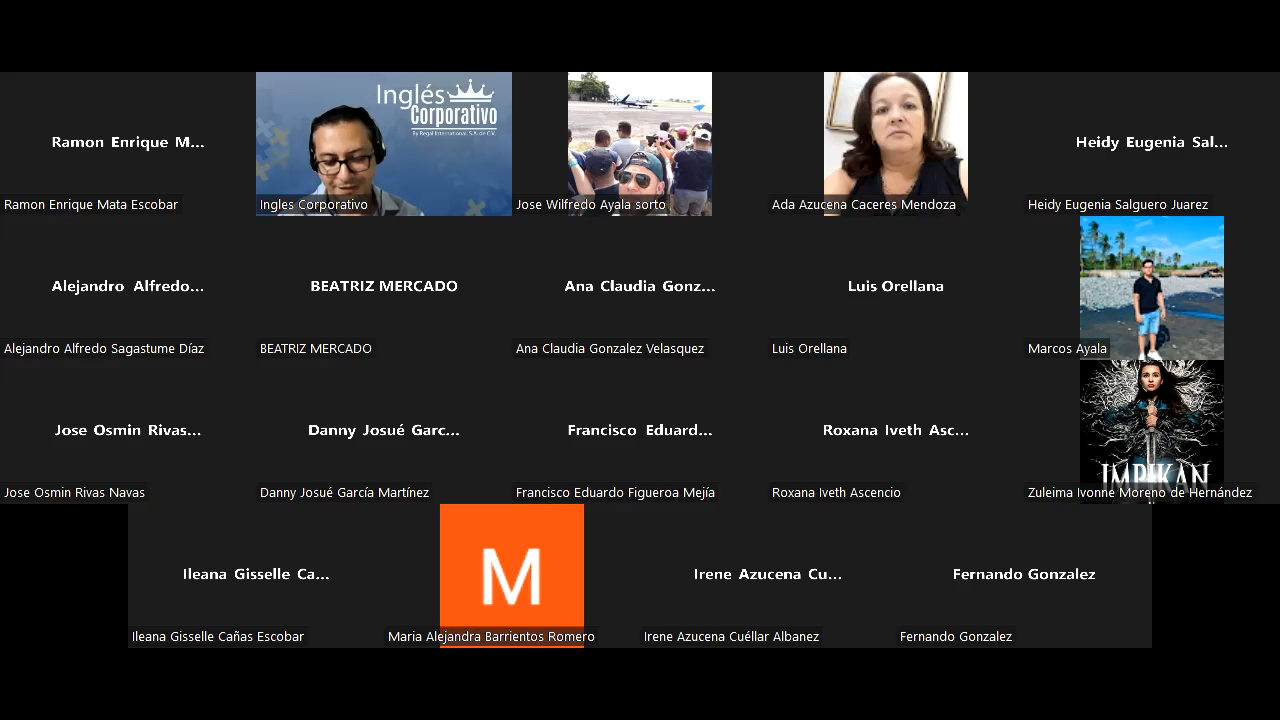 Ramon Enrique M...
Ramon Enrique Mata Escobar
Inglés
Corporativo
By Regal International S.A. de C.V.
Ingles Corporativo
Jose Wilfredo Ayala sorto
Ada Azucena Caceres Mendoza
Heidy Eugenia Sal...
Heidy Eugenia Salguero Juarez
Alejandro Alfredo...
Alejandro Alfredo Sagastume Díaz
BEATRIZ MERCADO
BEATRIZ MERCADO
Ana Claudia Gonz...
Ana Claudia Gonzalez Velasquez
Luis Orellana
Luis Orellana
Marcos Ayala
Jose Osmin Rivas...
Jose Osmin Rivas Navas
Danny Josué Garc...
Danny Josué García Martínez
Francisco Eduard...
Francisco Eduardo Figueroa Mejía
Roxana Iveth Asc...
Roxana Iveth Ascencio
IMPIKAN
Zuleima Ivonne Moreno de Hernández
Ileana Gisselle Ca...
Ileana Gisselle Cañas Escobar
M
Maria Alejandra Barrientos Romero
Irene Azucena Cu...
Irene Azucena Cuéllar Albanez
Fernando Gonzalez
Fernando Gonzalez